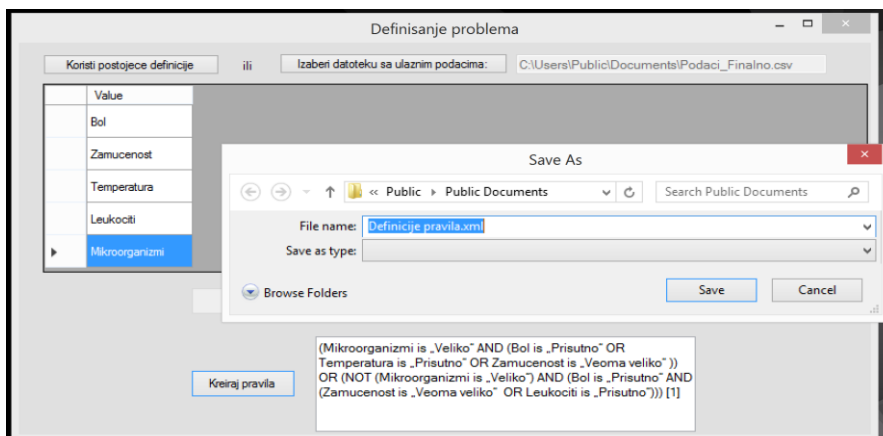 Definisanje problema
Koristi postojece definicije
ili
Izaberi datoteku sa ulaznim podacima:
C:\Users\Public\Documents\Podaci_Finalno.csv
Value
Bol
Zamucenost
Temperatura
Leukociti
Mikroorganizmi
Save As
« Public Public Documents
Search Public Documents
File name:
Definicije pravila.xml
Save as type:
Browse Folders
Save
Cancel
Kreiraj pravila
(Mikroorganizmi is „Veliko“ AND (Bol is „Prisutno“ OR
Temperatura is „Prisutno“ OR Zamucenost is „Veoma veliko“ ))
OR (NOT (Mikroorganizmi is „Veliko“) AND (Bol is „Prisutno“ AND
(Zamucenost is „Veoma veliko“  OR Leukociti is „Prisutno“))) [1]